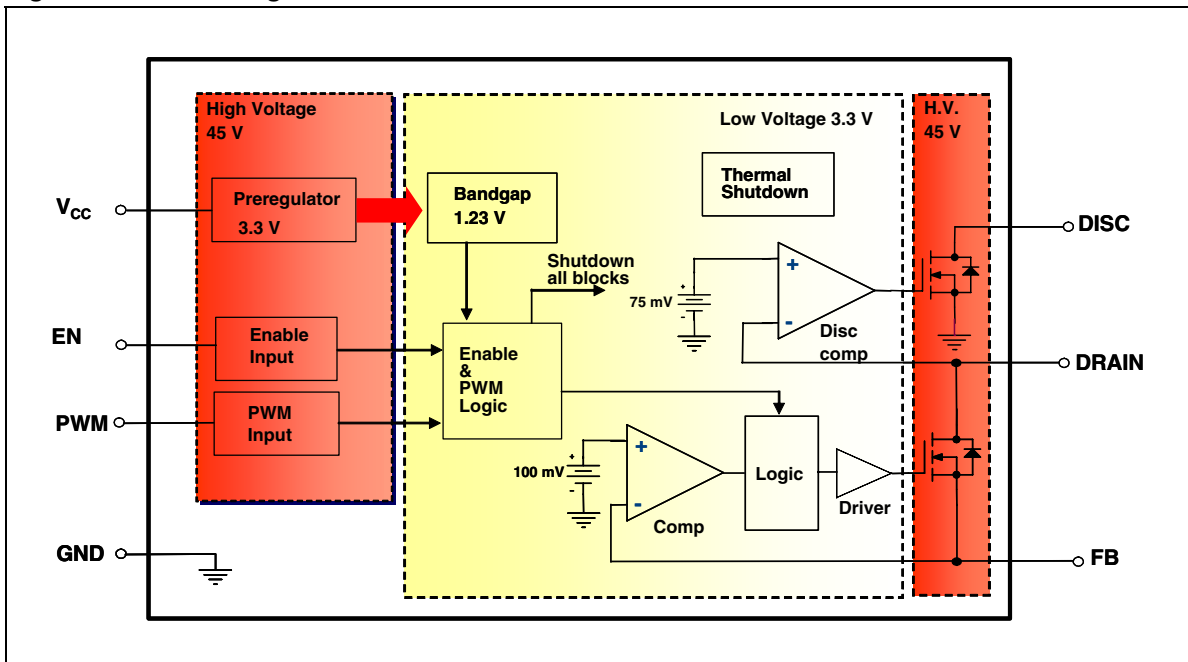 High Voltage
45 V
Low Voltage 3.3 V
H.V.
45 V
Thermal
Shutdown
Preregulator
3.3 V
Bandgap
1.23 V
VCC
DISC
Shutdown
all blocks
+
+
75 mV
-
-
Disc
comp
EN
Enable
Input
Enable
&
PWM
Logic
DRAIN
PWM
PWM
Input
+
+
100 mV
-
-
Comp
Logic
Driver
GND
FB